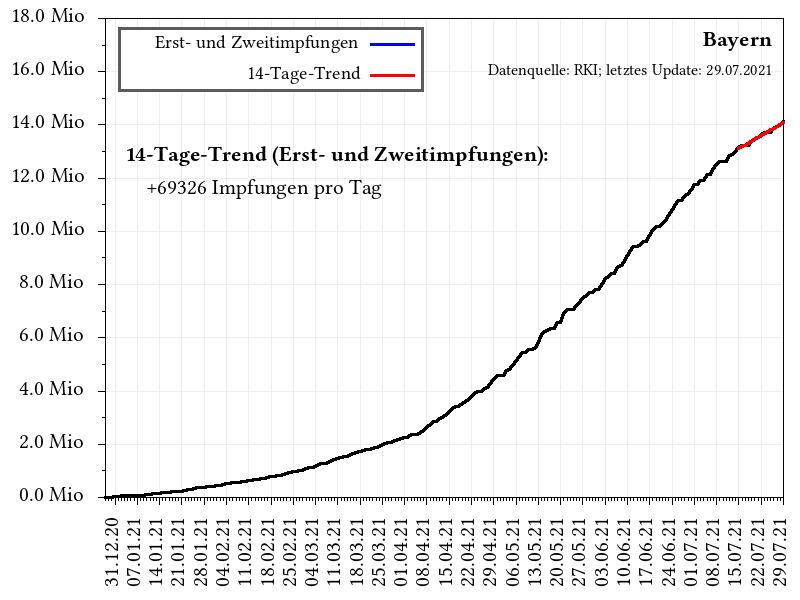 18.0 Mio
16.0 Mio
14.0 Mio
12.0 Mio
10.0 Mio
8.0 Mio
6.0 Mio
4.0 Mio
2.0 Mio
0.0 Mio
Erst- und Zweitimpfungen
14-Tage-Trend
Bayern
Datenquelle: RKI; letztes Update: 29.07.2021
14-Tage-Trend (Erst- und Zweitimpfungen):
+69326 Impfungen pro Tag
31.12.20
07.01.21
14.01.21
21.01.21
28.01.21
04.02.21
11.02.21
18.02.21
25.02.21
04.03.21
11.03.21
18.03.21
25.03.21
01.04.21
08.04.21
15.04.21
22.04.21
29.04.21
06.05.21
13.05.21
20.05.21
27.05.21
03.06.21
10.06.21
17.06.21
24.06.21
01.07.21
08.07.21
15.07.21
22.07.21
29.07.21